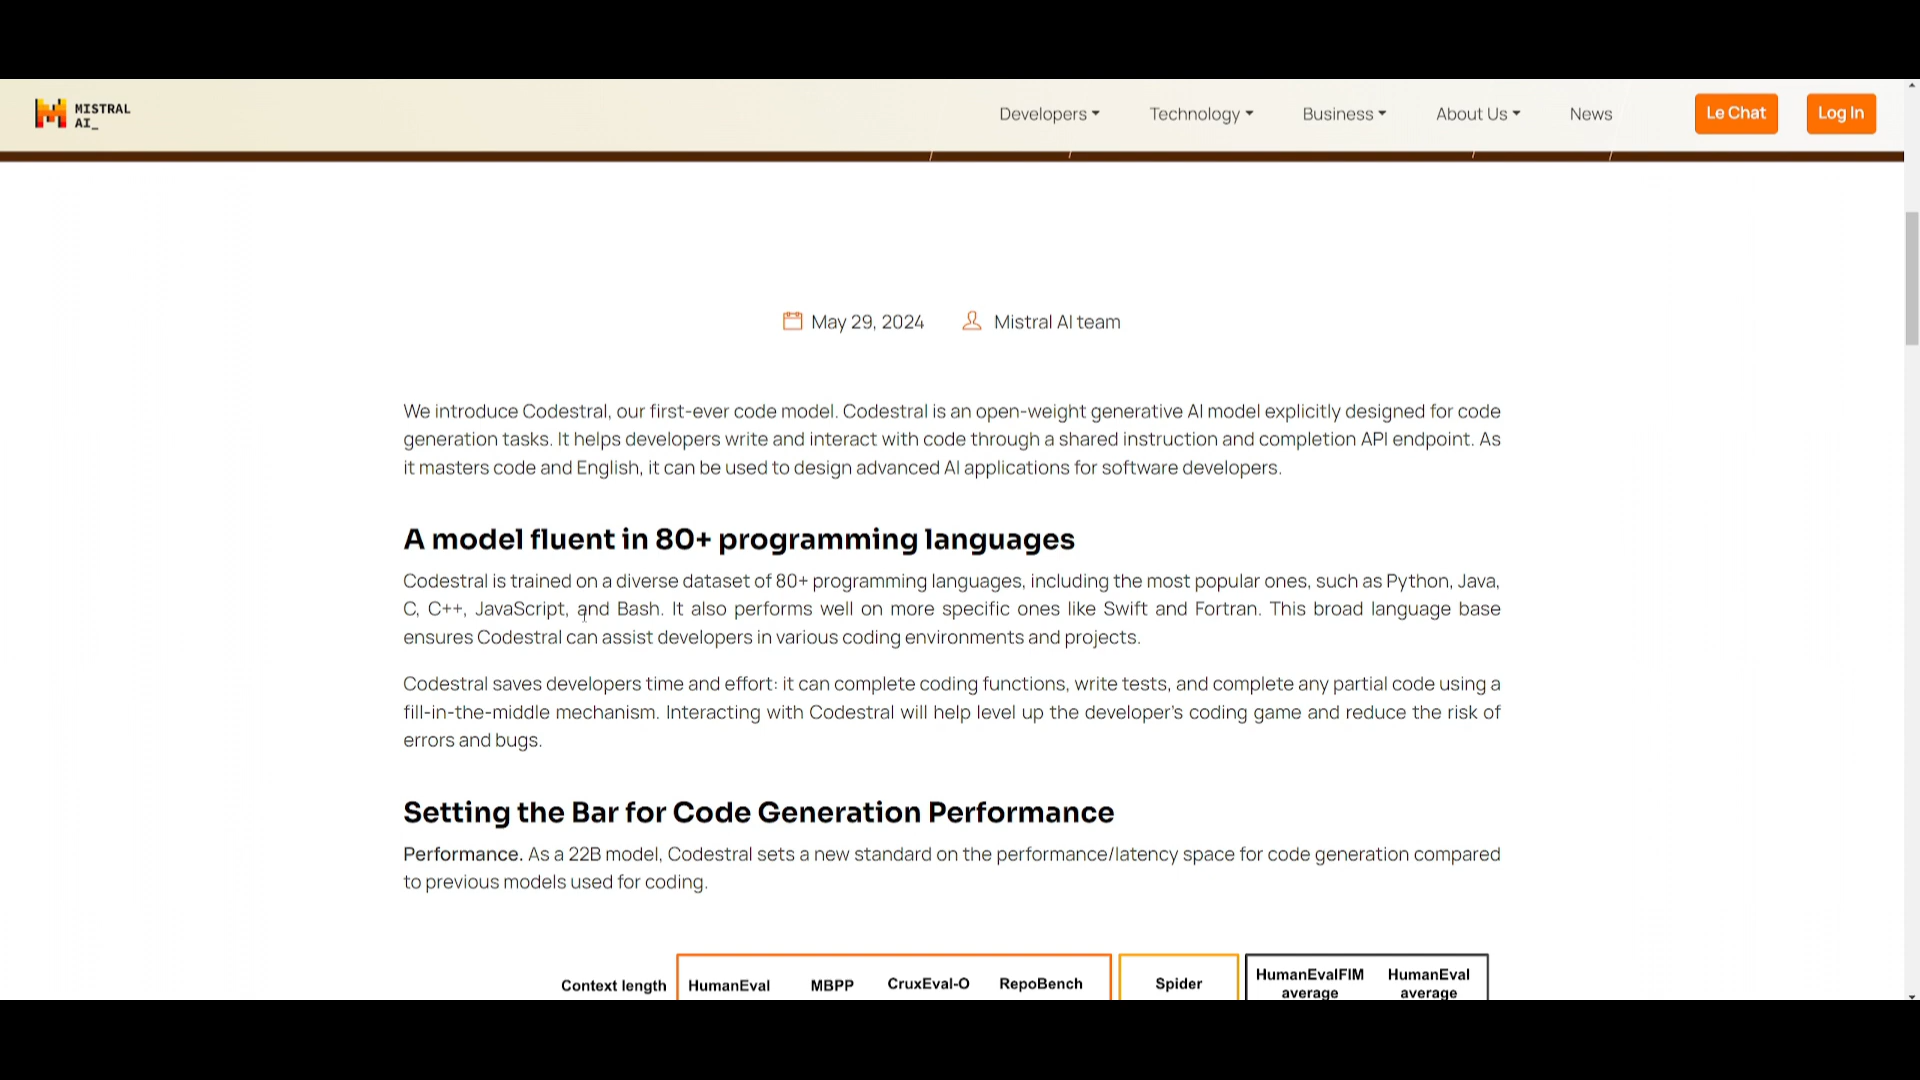 MISTRAL
AI_
Developers Technology Business About Us News Le Chat Log In
May 29, 2024 Mistral AI team
We introduce Codestral, our first-ever code model. Codestral is an open-weight generative AI model explicitly designed for code
generation tasks. It helps developers write and interact with code through a shared instruction and completion API endpoint. As
it masters code and English, it can be used to design advanced AI applications for software developers.
A model fluent in 80+ programming languages
Codestral is trained on a diverse dataset of 80+ programming languages, including the most popular ones, such as Python, Java,
C, C++, JavaScript, and Bash. It also performs well on more specific ones like Swift and Fortran. This broad language base
ensures Codestral can assist developers in various coding environments and projects.
Codestral saves developers time and effort: it can complete coding functions, write tests, and complete any partial code using a
fill-in-the-middle mechanism. Interacting with Codestral will help level up the developer's coding game and reduce the risk of
errors and bugs.
Setting the Bar for Code Generation Performance
Performance. As a 22B model, Codestral sets a new standard on the performance/latency space for code generation compared
to previous models used for coding.
Context length HumanEval MBPP CruxEval-O RepoBench Spider HumanEvalFIM HumanEval
average average